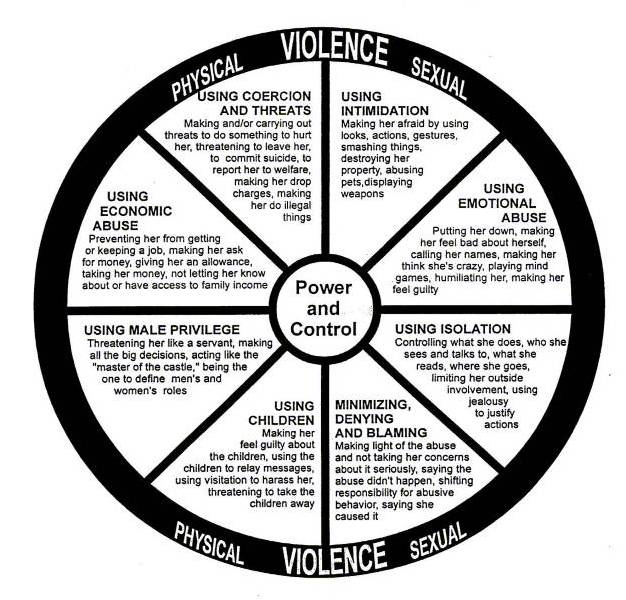 PHYSICAL VIOLENCE SEXUAL
USING COERCION
AND THREATS
Making and/or carrying out
threats to do something to hurt
her, threatening to leave her,
to commit suicide, to
report her to welfare,
making her drop
charges, making
her do illegal
things
USING
INTIMIDATION
Making her afraid by using
looks, actions, gestures,
smashing things,
destroying her
property, abusing
pets,displaying
weapons
USING
ECONOMIC
ABUSE
Preventing her from getting
or keeping a job, making her ask
for money, giving her an allowance,
taking her money, not letting her know
about or have access to family income
USING
EMOTIONAL
ABUSE
Putting her down, making
her feel bad about herself,
calling her names, making her
think she's crazy, playing mind
games, humiliating her, making her
feel guilty
Power
and
Control
USING MALE PRIVILEGE
Threatening her like a servant, making
all the big decisions, acting like the
"master of the castle," being the
one to define men's and
women's roles
USING ISOLATION
Controlling what she does, who she
sees and talks to, what she
reads, where she goes,
limiting her outside
involvement, using
jealousy
to justify
actions
USING
CHILDREN
Making her
feel guilty about
the children, using the
children to relay messages,
using visitation to harass her,
threatening to take the
children away
MINIMIZING,
DENYING
AND BLAMING
Making light of the abuse
and not taking her concerns
about it seriously, saying the
abuse didn't happen, shifting
responsibility for abusive
behavior, saying she
caused it
PHYSICAL VIOLENCE SEXUAL